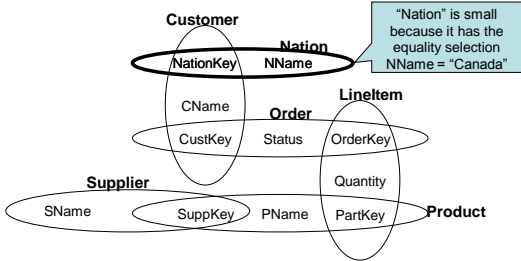 Customer
Nation
NationKey NName
"Nation" is small
because it has the
equality selection
NName = "Canada"
LineItem
CName
Order
CustKey Status OrderKey
Quantity
Supplier
SName SuppKey PName PartKey
Product